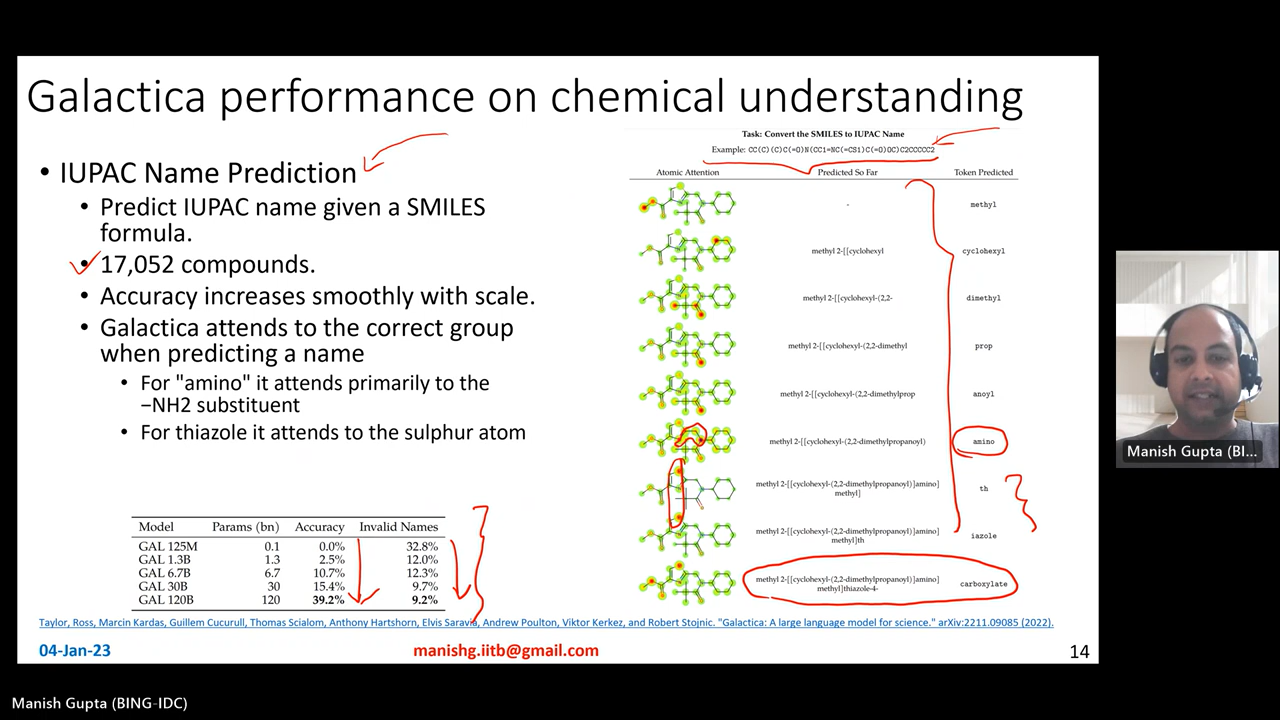 Galactica performance on chemical understanding
• IUPAC Name Prediction
• Predict IUPAC name given a SMILES
formula.
• 17,052 compounds.
• Accuracy increases smoothly with scale.
• Galactica attends to the correct group
when predicting a name
• For "amino" it attends primarily to the
−NH2 substituent
• For thiazole it attends to the sulphur atom
Model Params (bn) Accuracy Invalid Names
GAL 125M 0.1 0.0% 32.8%
GAL 1.3B 1.3 2.5% 12.0%
GAL 6.7B 6.7 10.7% 12.3%
GAL 30B 30 15.4% 9.7%
GAL 120B 120 39.2% 9.2%
Task: Convert the SMILES to IUPAC Name
Example: CC(C)(C)C(=O)N(CC1=NC(=CS1)C(=O)OC)C2CCCCC2
Atomic Attention Predicted So Far Token Predicted
- methyl
methyl 2-[[cyclohexyl cyclohexyl
methyl 2-[[cyclohexyl-(2,2- dimethyl
methyl 2-[[cyclohexyl-(2,2-dimethyl prop
methyl 2-[[cyclohexyl-(2,2-dimethylprop anoyl
methyl 2-[[cyclohexyl-(2,2-dimethylpropanoyl) amino
methyl 2-[[cyclohexyl-(2,2-dimethylpropanoyl)]amino] th
methyl]
methyl 2-[[cyclohexyl-(2,2-dimethylpropanoyl)]amino] iazole
methyl]th
methyl 2-[[cyclohexyl-(2,2-dimethylpropanoyl)]amino] carboxylate
methyl]thiazole-4-
Taylor, Ross, Marcin Kardas, Guillem Cucurull, Thomas Scialom, Anthony Hartshorn, Elvis Saravia, Andrew Poulton, Viktor Kerkez, and Robert Stojnic. "Galactica: A large language model for science." arXiv:2211.09085 (2022).
04-Jan-23 manishg.iitb@gmail.com 14
Manish Gupta (BI...
Manish Gupta (BING-IDC)